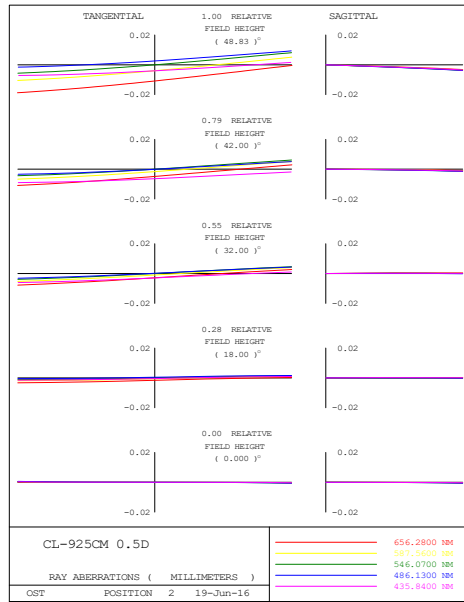 TANGENTIAL 1.00 RELATIVE SAGITTAL
FIELD HEIGHT
0.02 ( 48.83 )° 0.02
-0.02 -0.02
0.79 RELATIVE
FIELD HEIGHT
0.02 ( 42.00 )° 0.02
-0.02 -0.02
0.55 RELATIVE
FIELD HEIGHT
0.02 ( 32.00 )° 0.02
-0.02 -0.02
0.28 RELATIVE
FIELD HEIGHT
0.02 ( 18.00 )° 0.02
-0.02 -0.02
0.00 RELATIVE
FIELD HEIGHT
0.02 ( 0.000 )° 0.02
-0.02 -0.02
CL-925CM 0.5D
RAY ABERRATIONS ( MILLIMETERS )
OST POSITION 2 19-Jun-16
656.2800 NM
NM
546.0700 NM
486.1300 NM
435.8400 NM